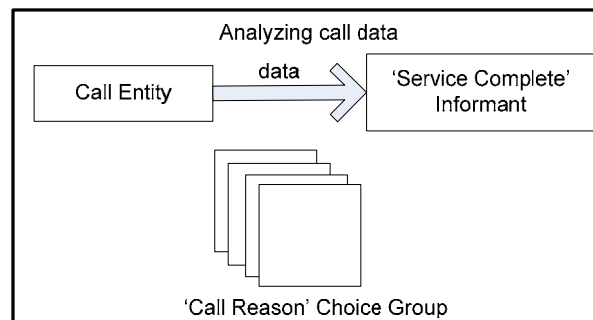 Analyzing call data
data
Call Entity
‘Service Complete’
Informant
‘Call Reason’ Choice Group